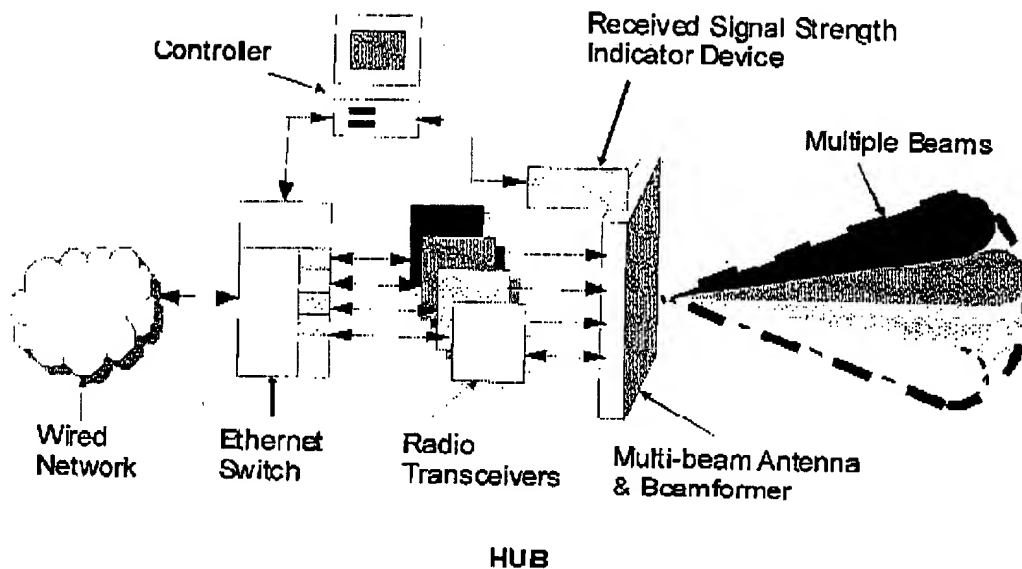 Controller
Received Signal Strength
Indicator Device
Multiple Beams
Wired
Network
Ethernet
Switch
Radio
Transceivers
Multi-beam Antenna
& Beamformer
HUB